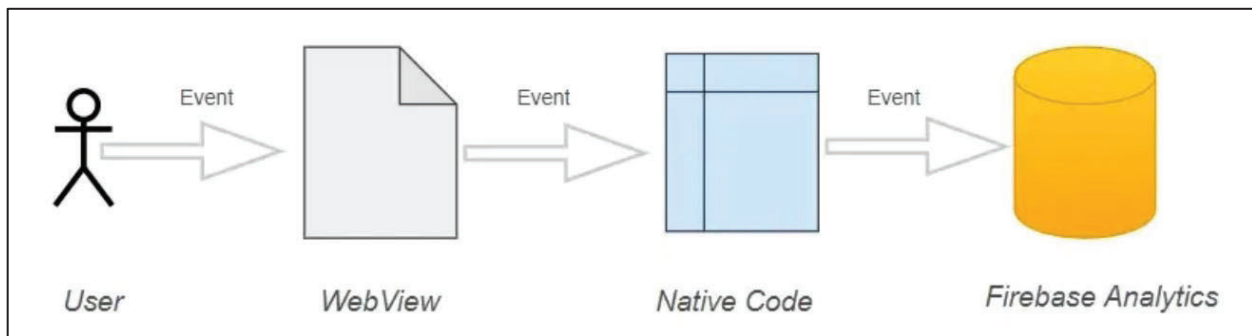 Event
Event
Event
User
WebView
Native Code
Firebase Analytics